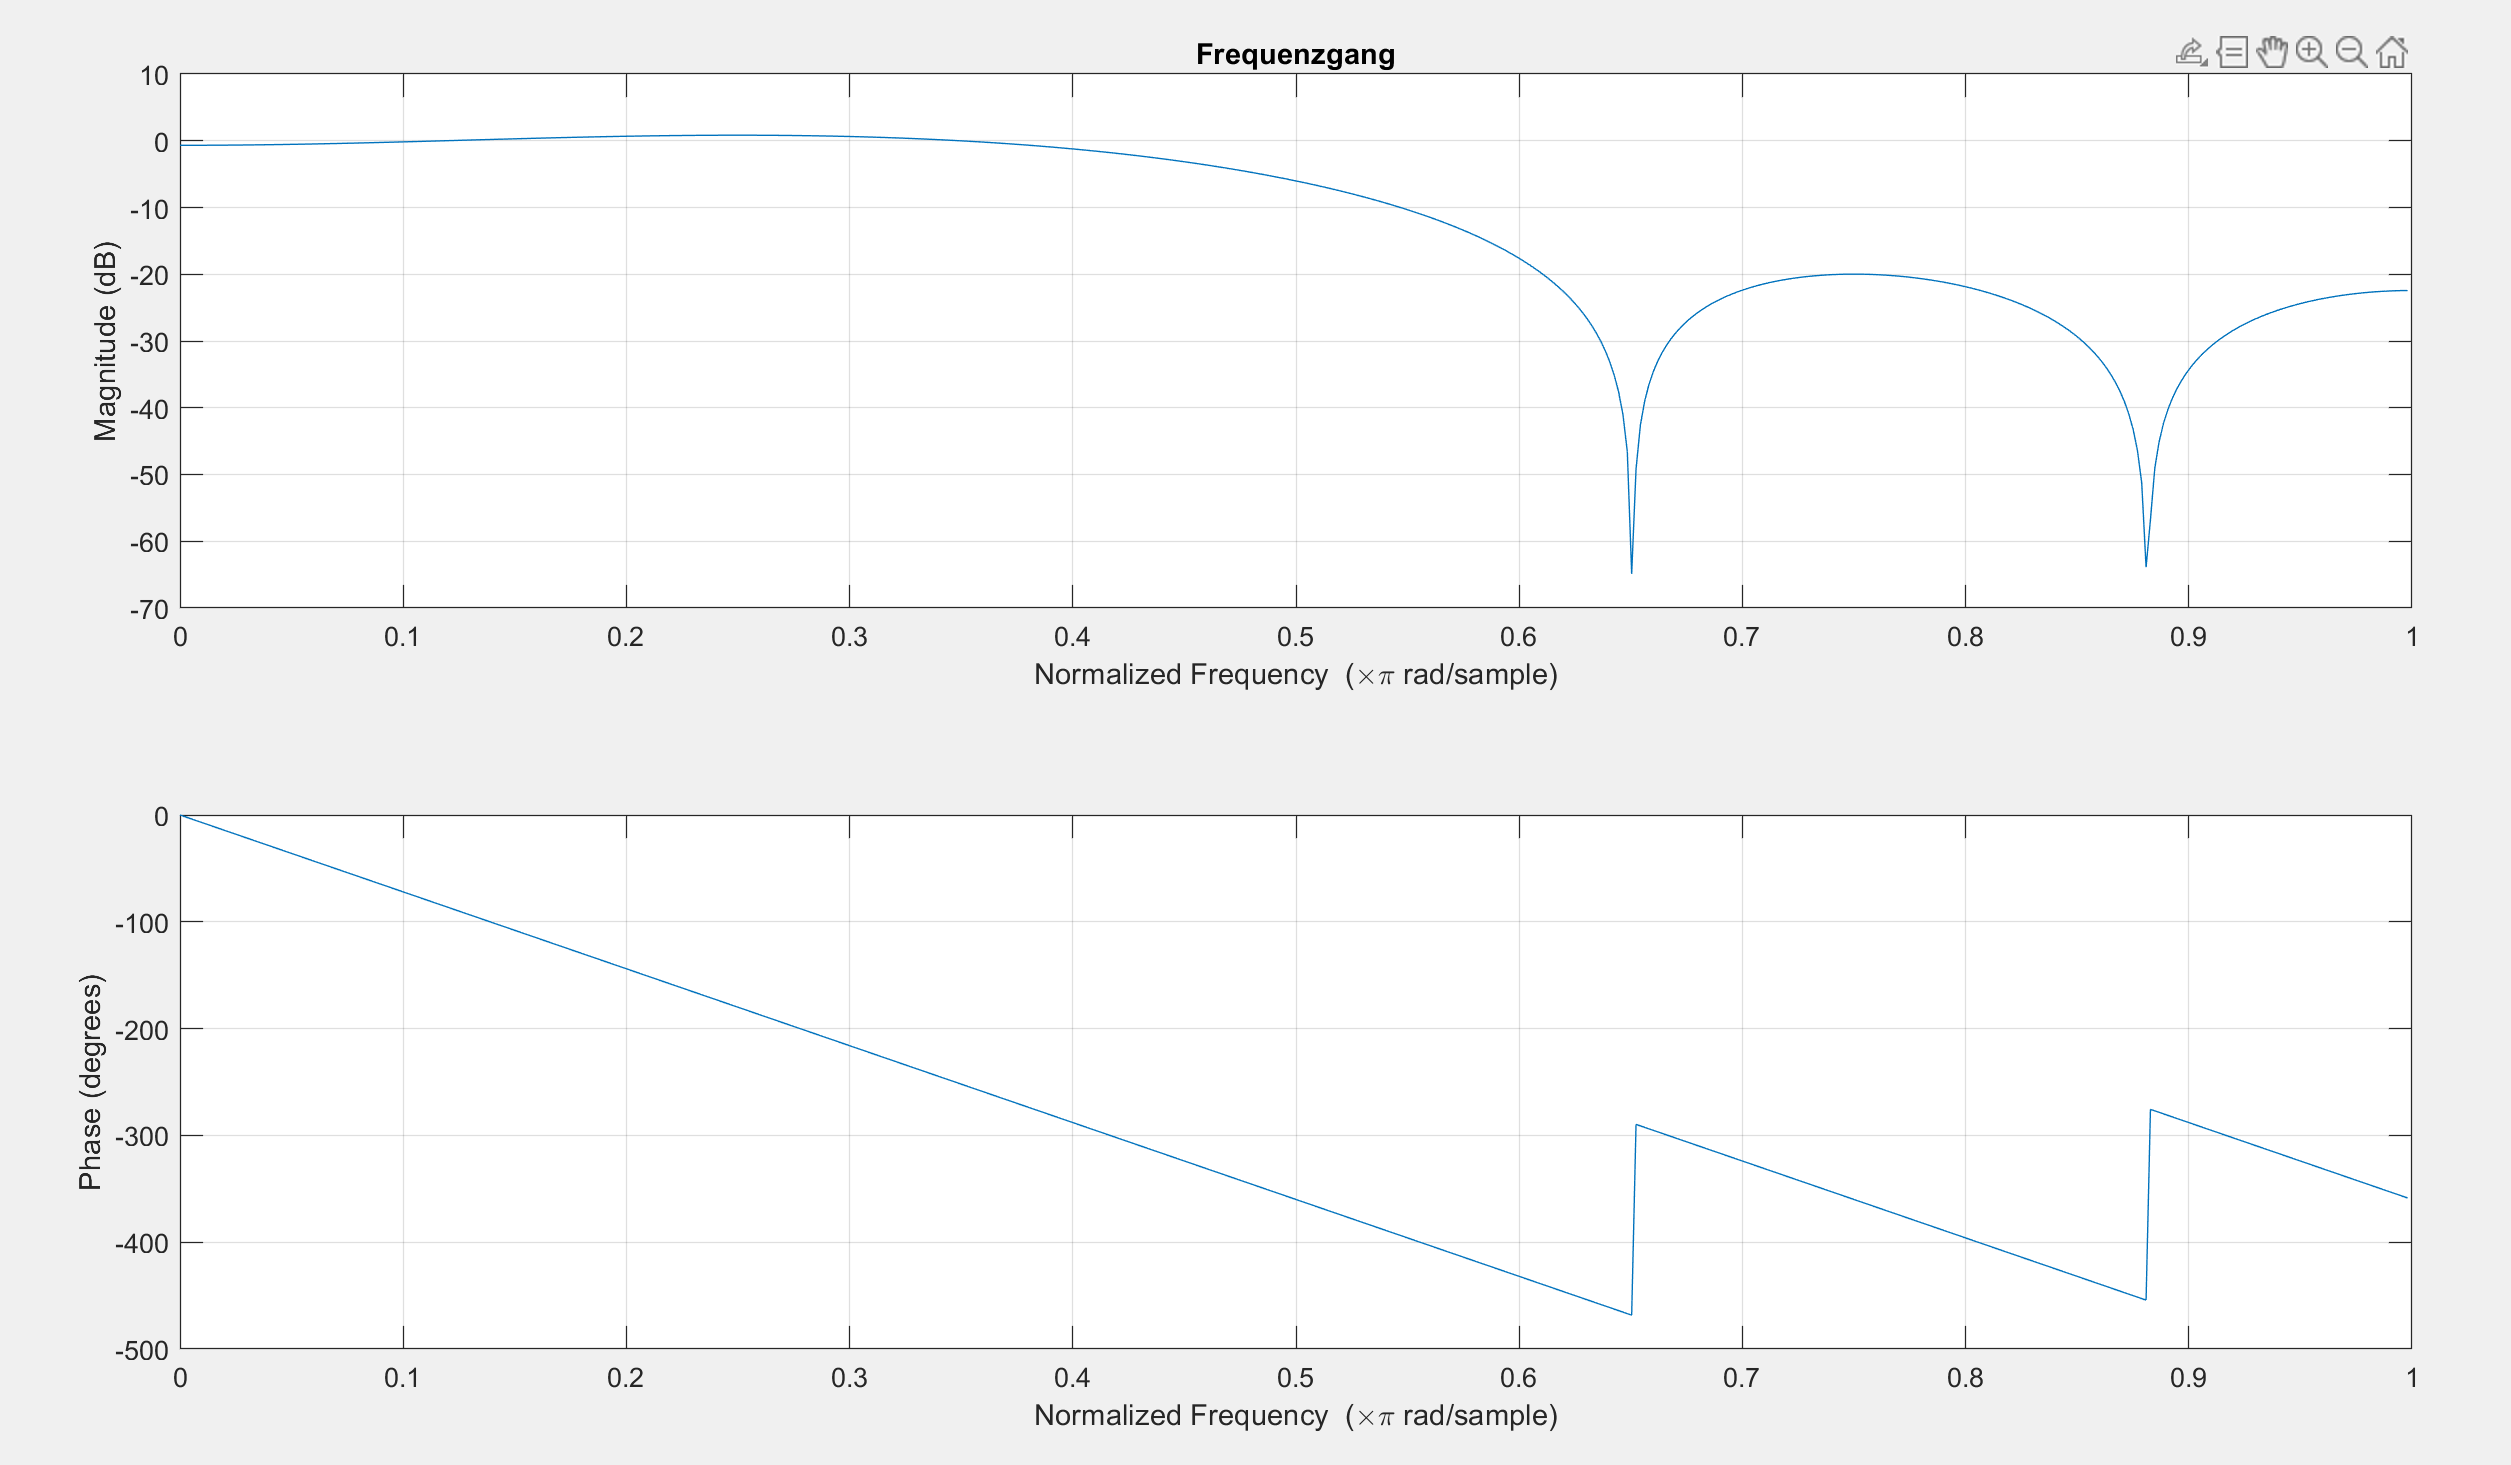 Frequenzgang
10
0
-10
-20
-30
-40
-50
-60
-70
Magnitude (dB)
0 0.1 0.2 0.3 0.4 0.5 0.6 0.7 0.8 0.9 1
Normalized Frequency (×π rad/sample)
0
-100
-200
-300
-400
-500
Phase (degrees)
0 0.1 0.2 0.3 0.4 0.5 0.6 0.7 0.8 0.9 1
Normalized Frequency (×π rad/sample)